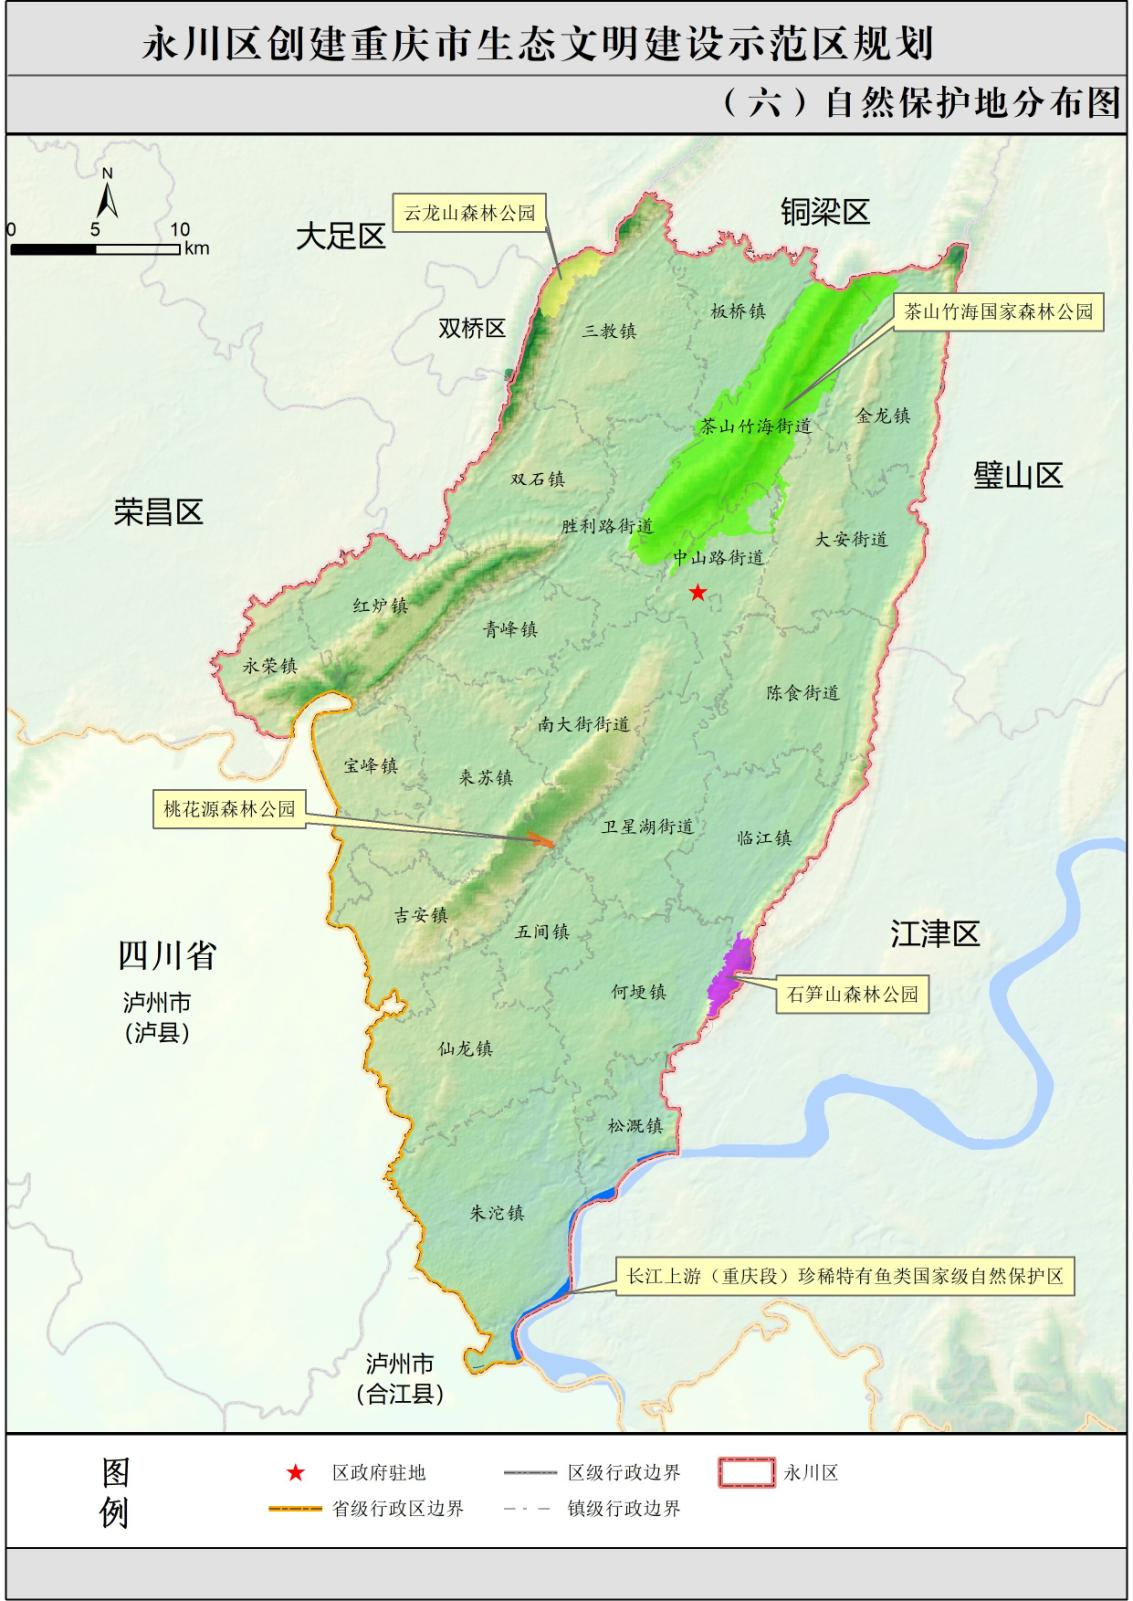 永川区创建重庆市生态文明建设示范区规划
（六）自然保护地分布图
N
0 5 10
km
大足区
云龙山森林公园
铜梁区
双桥区
三教镇
板桥镇
茶山竹海国家森林公园
茶山竹海街道
金龙镇
璧山区
荣昌区
双石镇
胜利路街道
大安街道
中山路街道
红炉镇
青峰镇
永荣镇
陈食街道
南大街街道
宝峰镇
来苏镇
桃花源森林公园
卫星湖街道
临江镇
吉安镇
五间镇
江津区
四川省
泸州市
（泸县）
何埂镇
石笋山森林公园
仙龙镇
松溉镇
朱沱镇
长江上游（重庆段）珍稀特有鱼类国家级自然保护区
泸州市
（合江县）
图例
区政府驻地
区级行政边界
永川区
省级行政区边界
镇级行政边界